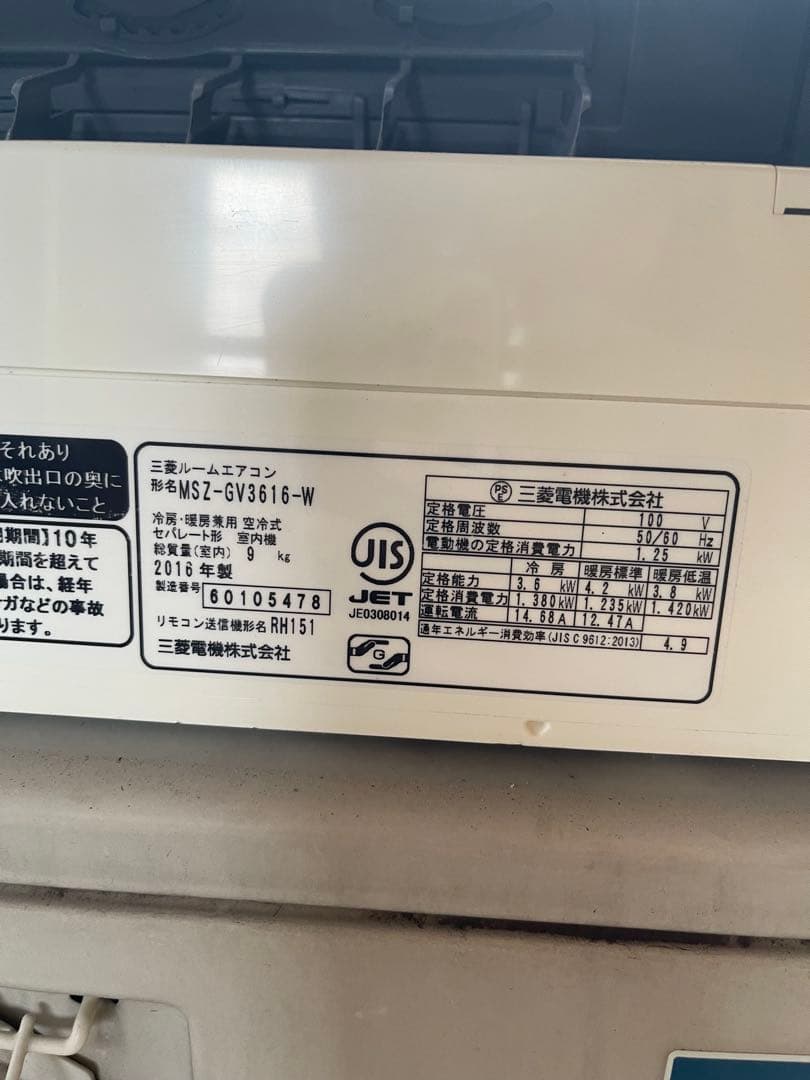 それあり
吹出口の奥に
入れないこと
期間】10年
期間を超えて
場合は、経年
ガなどの事故
ります。
三菱ルームエアコン
形名 MSZ-GV3616-W
冷房・暖房兼用 空冷式
セパレート形 室内機
総質量(室内) 9 kg
2016年製
製造番号 60105478
リモコン送信機形名 RH151
三菱電機株式会社
JIS
JET
JE0308014
G
PS E 三菱電機株式会社
定格電圧 100 V
定格周波数 50/60 Hz
電動機の定格消費電力 1.25 kW
冷房 暖房標準 暖房低温
定格能力 3.6 kW 4.2 kW 3.8 kW
定格消費電力 1.380kW 1.235kW 1.420kW
運転電流 14.68A 12.47A
通年エネルギー消費効率(JIS C 9612:2013) 4.9